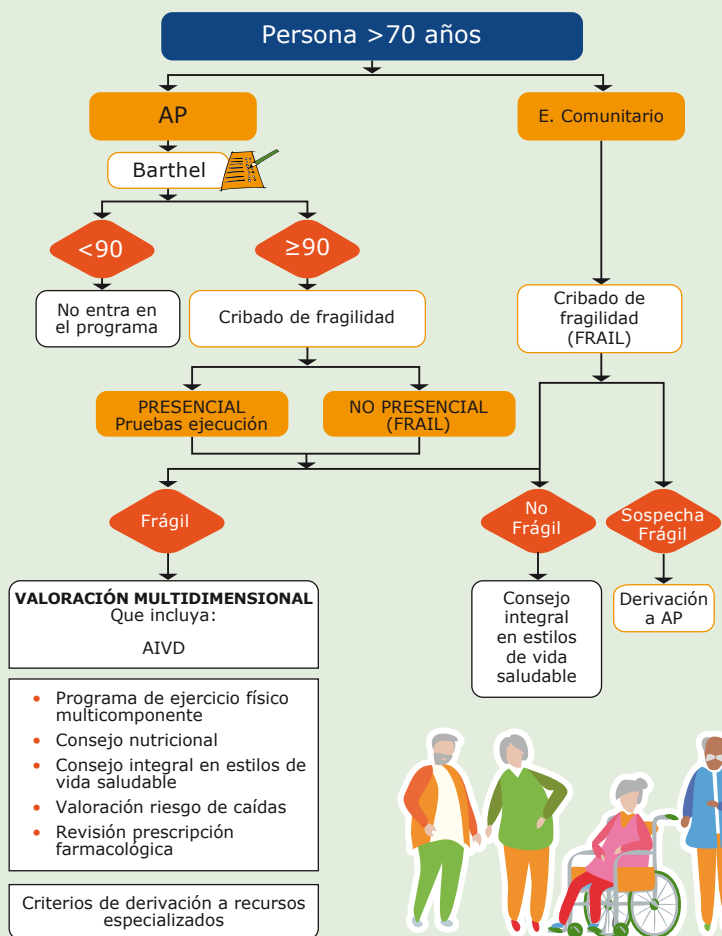 Persona >70 años
AP
E. Comunitario
Barthel
<90
≥90
No entra en
el programa
Cribado de fragilidad
Cribado de
fragilidad
(FRAIL)
PRESENCIAL
Pruebas ejecución
NO PRESENCIAL
(FRAIL)
Frágil
No
Frágil
Sospecha
Frágil
VALORACIÓN MULTIDIMENSIONAL
Que incluya:
AIVD
Consejo
integral
en estilos
de vida
saludable
Derivación
a AP
• Programa de ejercicio físico
multicomponente
• Consejo nutricional
• Consejo integral en estilos de
vida saludable
• Valoración riesgo de caídas
• Revisión prescripción
farmacológica
Criterios de derivación a recursos
especializados